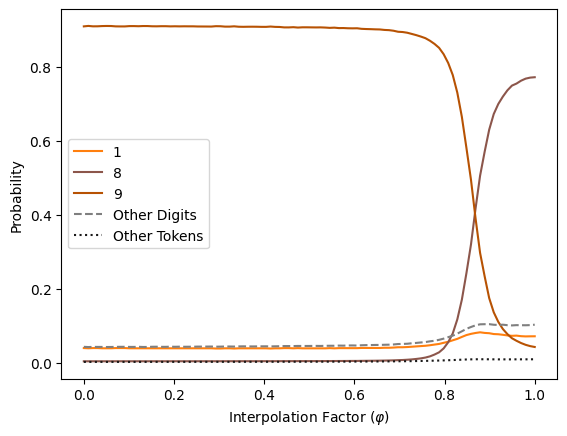 0.8
0.6
0.4
0.2
0.0
Probability
1
8
9
Other Digits
Other Tokens
0.0 0.2 0.4 0.6 0.8 1.0
Interpolation Factor (φ)